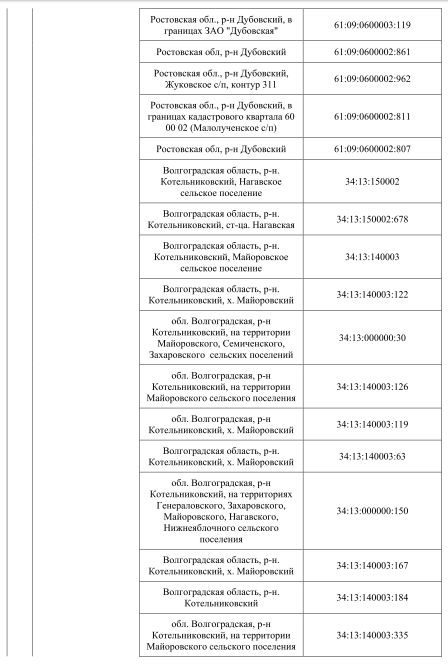 Ростовская обл., р-н Дубовский, в
границах ЗАО "Дубовская"
61:09:0600003:119
Ростовская обл, р-н Дубовский
61:09:0600002:861
Ростовская обл., р-н Дубовский,
Жуковское с/п, контур 311
61:09:0600002:962
Ростовская обл., р-н Дубовский, в
границах кадастрового квартала 60
00 02 (Малолученское с/п)
61:09:0600002:811
Ростовская обл, р-н Дубовский
61:09:0600002:807
Волгоградская область, р-н.
Котельниковский, Нагавское
сельское поселение
34:13:150002
Волгоградская область, р-н.
Котельниковский, ст-ца. Нагавская
34:13:150002:678
Волгоградская область, р-н.
Котельниковский, Майоровское
сельское поселение
34:13:140003
Волгоградская область, р-н.
Котельниковский, х. Майоровский
34:13:140003:122
обл. Волгоградская, р-н
Котельниковский, на территории
Майоровского, Семиченского,
Захаровского сельских поселений
34:13:000000:30
обл. Волгоградская, р-н
Котельниковский, на территории
Майоровского сельского поселения
34:13:140003:126
обл. Волгоградская, р-н
Котельниковский, х. Майоровский
34:13:140003:119
Волгоградская область, р-н.
Котельниковский, х. Майоровский
34:13:140003:63
обл. Волгоградская, р-н
Котельниковский, на территориях
Генераловского, Захаровского,
Майоровского, Нагавского,
Нижнеяблочного сельского
поселения
34:13:000000:150
Волгоградская область, р-н.
Котельниковский, х. Майоровский
34:13:140003:167
Волгоградская область, р-н.
Котельниковский
34:13:140003:184
обл. Волгоградская, р-н
Котельниковский, на территории
Майоровского сельского поселения
34:13:140003:335